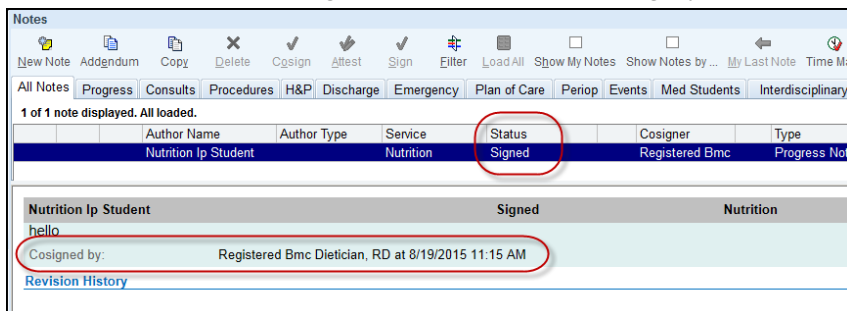 Notes
New Note Addendum Copy Delete Cosign Attest Sign Filter Load All Show My Notes Show Notes by ... My Last Note Time M
All Notes Progress Consults Procedures H&P Discharge Emergency Plan of Care Periop Events Med Students Interdisciplinary
1 of 1 note displayed. All loaded.
Author Name Author Type Service Status Cosigner Type
Nutrition Ip Student Nutrition Signed Registered Bmc Progress Not
Nutrition Ip Student Signed Nutrition
hello
Cosigned by: Registered Bmc Dietician, RD at 8/19/2015 11:15 AM
Revision History